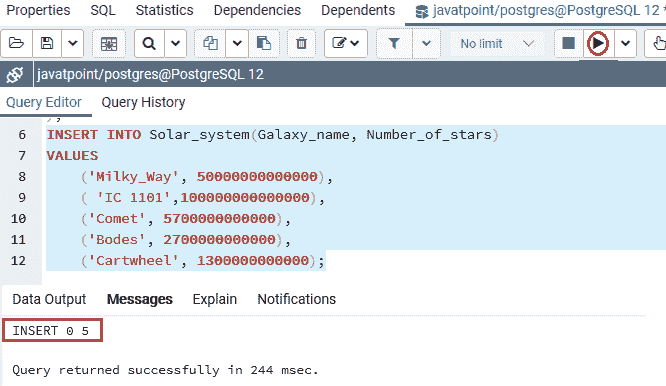 Properties SQL Statistics Dependencies Dependents javatpoint/postgres@PostgreSQL 12 *
No limit
javatpoint/postgres@PostgreSQL 12
Query Editor Query History
);
6 INSERT INTO Solar_system(Galaxy_name, Number_of_stars)
7 VALUES
8 ('Milky_Way', 50000000000000),
9 ( 'IC 1101',100000000000000),
10 ('Comet', 5700000000000),
11 ('Bodes', 2700000000000),
12 ('Cartwheel', 1300000000000);
Data Output Messages Explain Notifications
INSERT 0 5
Query returned successfully in 244 msec.